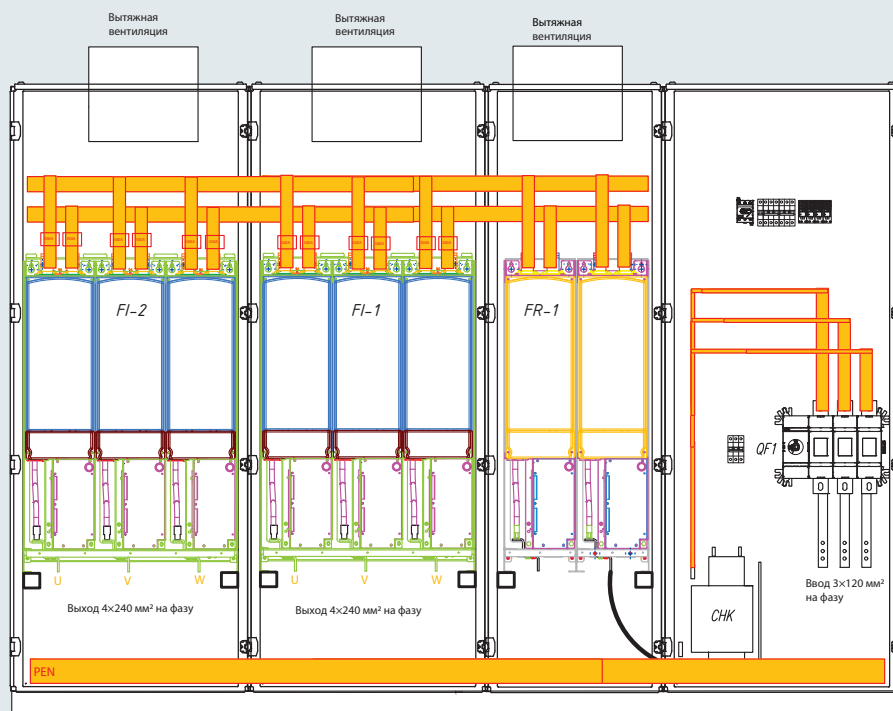 Вытяжная
вентиляция
Вытяжная
вентиляция
Вытяжная
вентиляция
FI-2
FI-1
FR-1
QF1
U
V
W
U
V
W
Выход 4×240 мм² на фазу
Выход 4×240 мм² на фазу
Ввод 3×120 мм²
на фазу
СНК
PEN